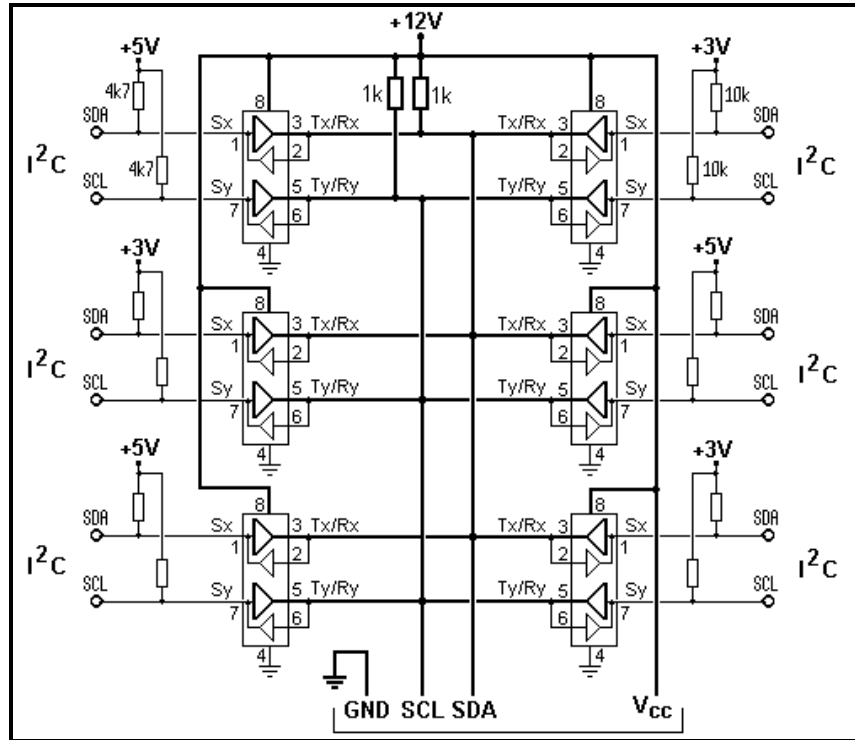 +12V
+5V +3V
4k7 1k 1k 10k
8 8
SDA Sx 3 Tx/Rx Tx/Rx 3 Sx SDA
1 2 2 1
I²C 4k7 10k I²C
SCL Sy 5 Ty/Ry Ty/Ry 5 Sy SCL
7 6 6 7
4 4
+3V +5V
8 8
SDA Sx 3 Tx/Rx Tx/Rx 3 Sx SDA
1 2 2 1
I²C I²C
SCL Sy 5 Ty/Ry Ty/Ry 5 Sy SCL
7 6 6 7
4 4
+5V +3V
8 8
SDA Sx 3 Tx/Rx Tx/Rx 3 Sx SDA
1 2 2 1
I²C I²C
SCL Sy 5 Ty/Ry Ty/Ry 5 Sy SCL
7 6 6 7
4 4
GND SCL SDA Vcc